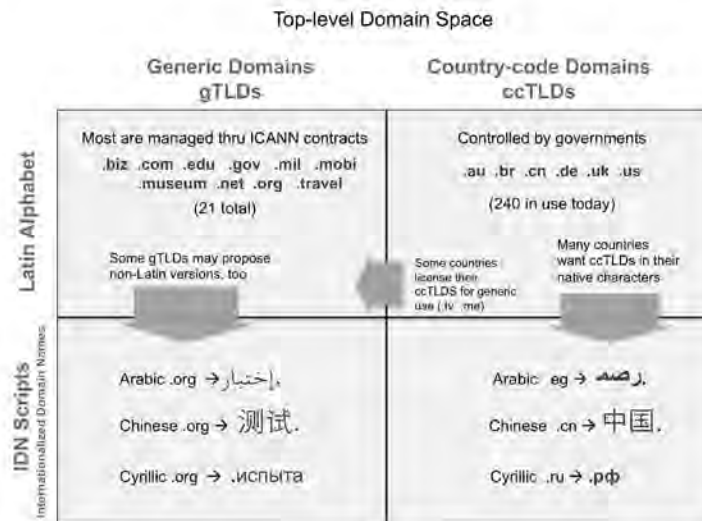 Top-level Domain Space
Generic Domains
gTLDs
Country-code Domains
ccTLDs
Latin Alphabet
Most are managed thru ICANN contracts
.biz .com .edu .gov .mil .mobi
.museum .net .org .travel
(21 total)
Some gTLDs may propose
non-Latin versions, too
Controlled by governments
.au .br .cn .de .uk .us
(240 in use today)
Some countries
license their
ccTLDS for generic
use (.tv .me)
Many countries
want ccTLDs in their
native characters
IDN Scripts
Internationalized Domain Names
Arabic .org → إختبار.
Chinese .org → 测试.
Cyrillic .org → .испыта
Arabic eg →
Chinese .cn → 中国.
Cyrillic .ru → .рф